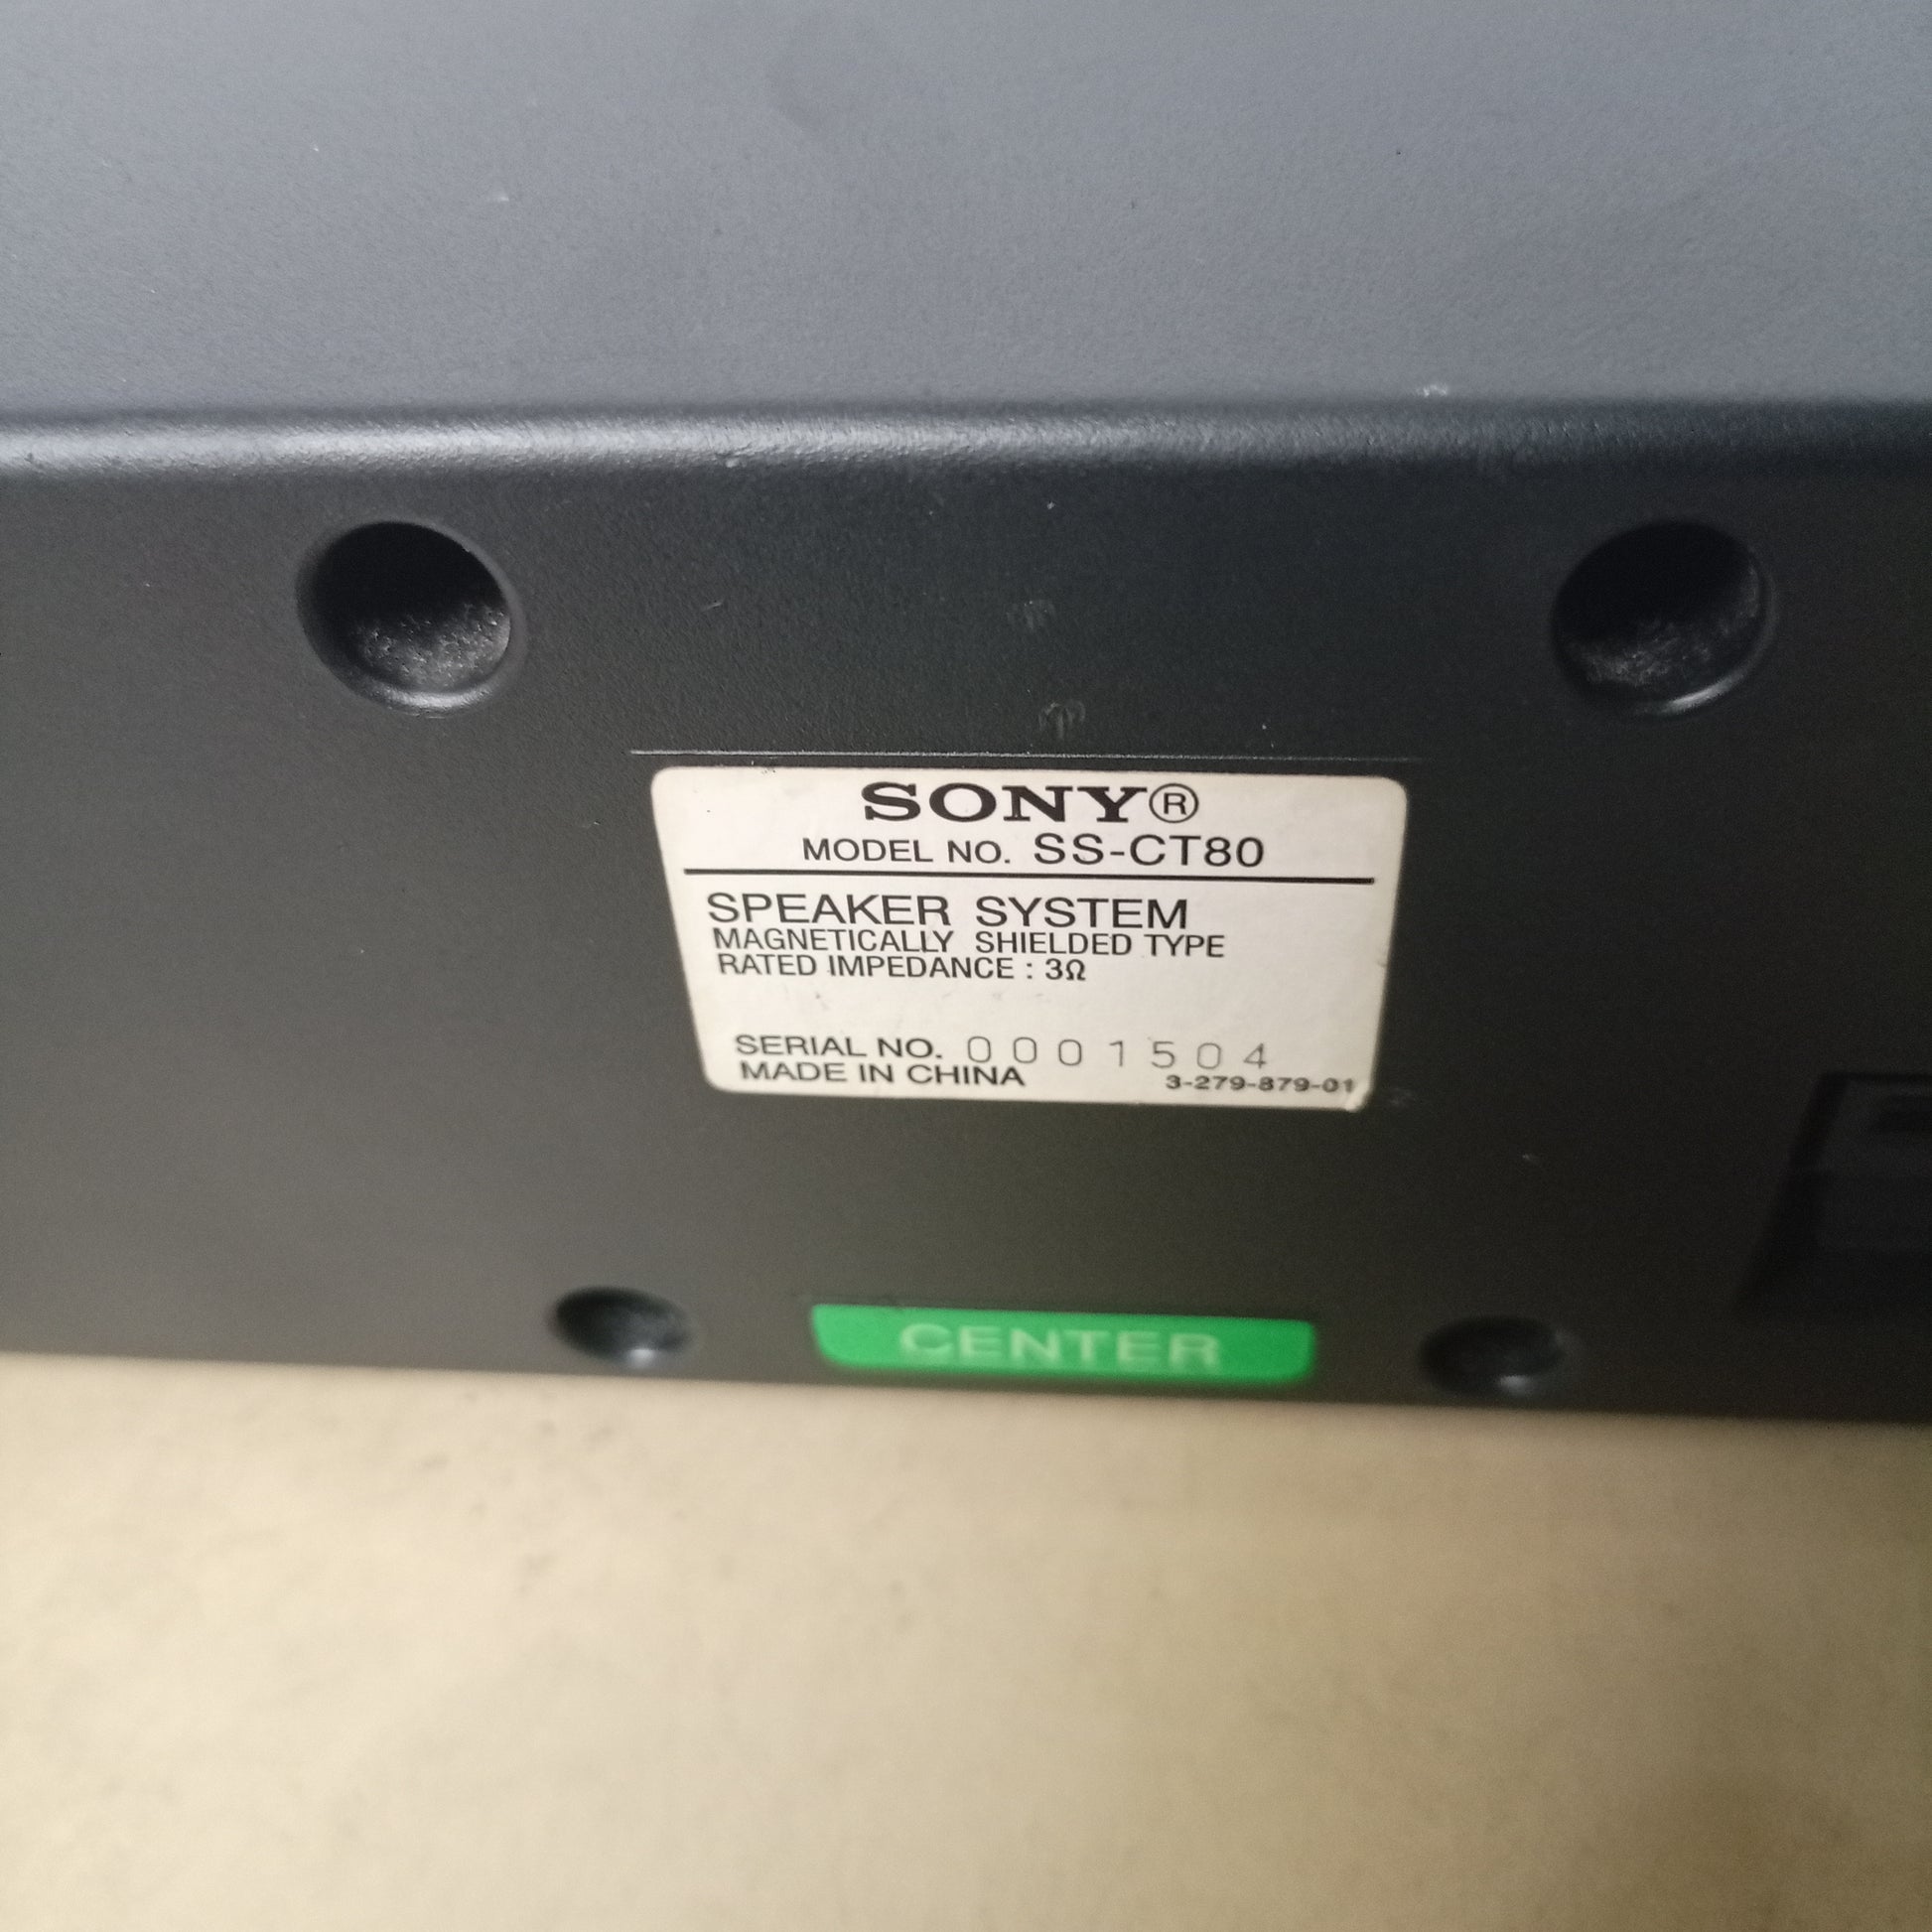 SONY®
MODEL NO. SS-CT80
SPEAKER SYSTEM
MAGNETICALLY SHIELDED TYPE
RATED IMPEDANCE : 3Ω
SERIAL NO. 0001504
MADE IN CHINA 3-279-879-01
CENTER